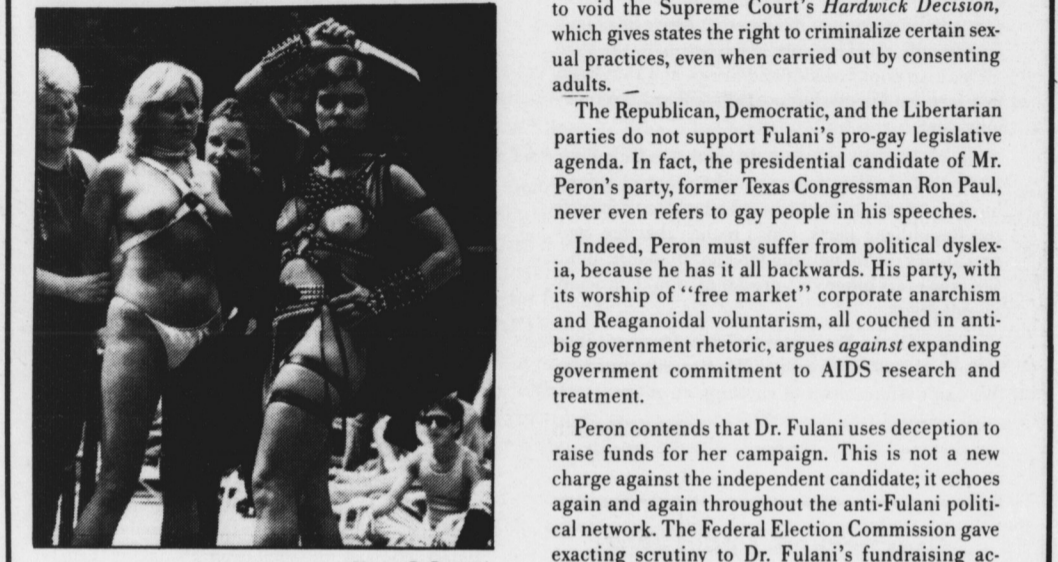 to void the Supreme Court's Hardwick Decision,
which gives states the right to criminalize certain sex-
ual practices, even when carried out by consenting
adults.
The Republican, Democratic, and the Libertarian
parties do not support Fulani's pro-gay legislative
agenda. In fact, the presidential candidate of Mr.
Peron's party, former Texas Congressman Ron Paul,
never even refers to gay people in his speeches.
Indeed, Peron must suffer from political dyslex-
ia, because he has it all backwards. His party, with
its worship of "free market" corporate anarchism
and Reaganoidal voluntarism, all couched in anti-
big government rhetoric, argues against expanding
government commitment to AIDS research and
treatment.
Peron contends that Dr. Fulani uses deception to
raise funds for her campaign. This is not a new
charge against the independent candidate; it echoes
again and again throughout the anti-Fulani politi-
cal network. The Federal Election Commission gave
exacting scrutiny to Dr. Fulani's fundraising ac-